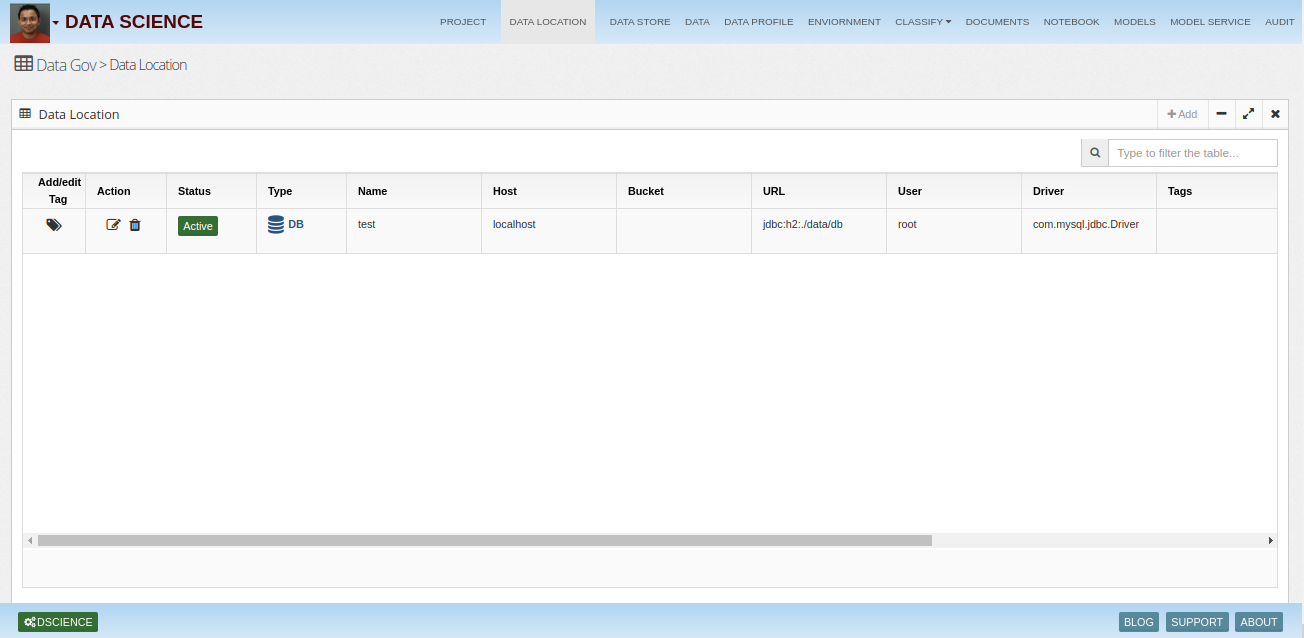 DATA SCIENCE PROJECT DATA LOCATION DATA STORE DATA DATA PROFILE ENVIORNMENT CLASSIFY DOCUMENTS NOTEBOOK MODELS MODEL SERVICE AUDIT
Data Gov > Data Location
Data Location Add
Type to filter the table...
Add/edit Tag Action Status Type Name Host Bucket URL User Driver Tags
Active DB test localhost jdbc:h2:./data/db root com.mysql.jdbc.Driver
DSCIENCE BLOG SUPPORT ABOUT